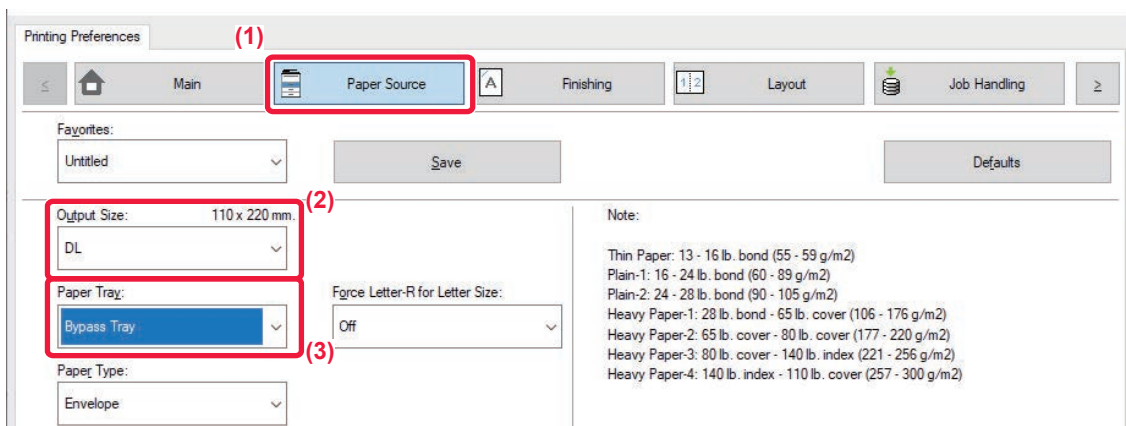 Printing Preferences
(1)
< Main Paper Source A Finishing 1 2 Layout Job Handling >
Favorites:
Untitled Save Defaults
(2)
Output Size: 110 x 220 mm.
DL
Paper Tray:
Bypass Tray
(3)
Force Letter-R for Letter Size:
Off
Paper Type:
Envelope
Note:
Thin Paper: 13 - 16 lb. bond (55 - 59 g/m2)
Plain-1: 16 - 24 lb. bond (60 - 89 g/m2)
Plain-2: 24 - 28 lb. bond (90 - 105 g/m2)
Heavy Paper-1: 28 lb. bond - 65 lb. cover (106 - 176 g/m2)
Heavy Paper-2: 65 lb. cover - 80 lb. cover (177 - 220 g/m2)
Heavy Paper-3: 80 lb. cover - 140 lb. index (221 - 256 g/m2)
Heavy Paper-4: 140 lb. index - 110 lb. cover (257 - 300 g/m2)